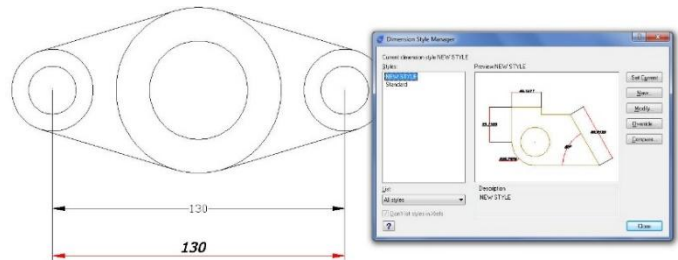 Dimension Style Manager
Current dimension style: NEW STYLE
Styles:
Preview: NEW STYLE
NEW STYLE
Standard
Set Current
New...
Modify...
Override...
Compare...
List:
All styles
Description
NEW STYLE
Don't list styles in Xrefs
?
Close
130
130